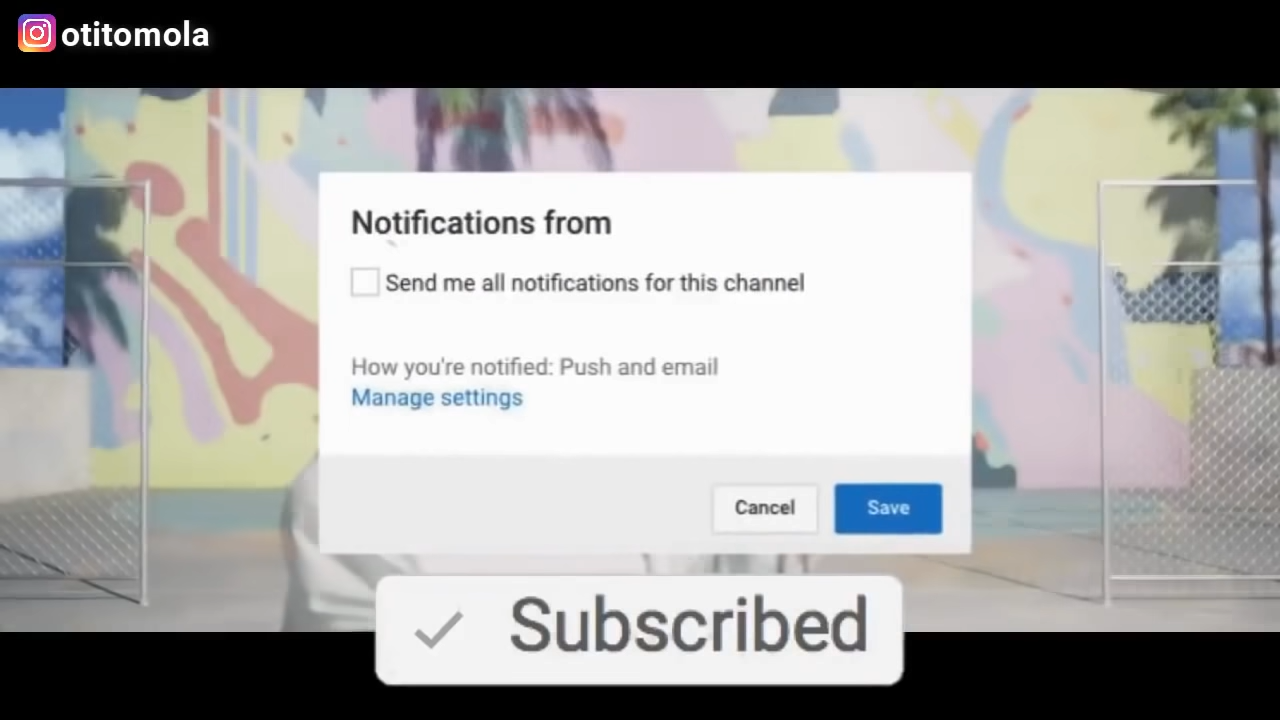 otitomola
Notifications from
Send me all notifications for this channel
How you're notified: Push and email
Manage settings
Cancel
Save
Subscribed